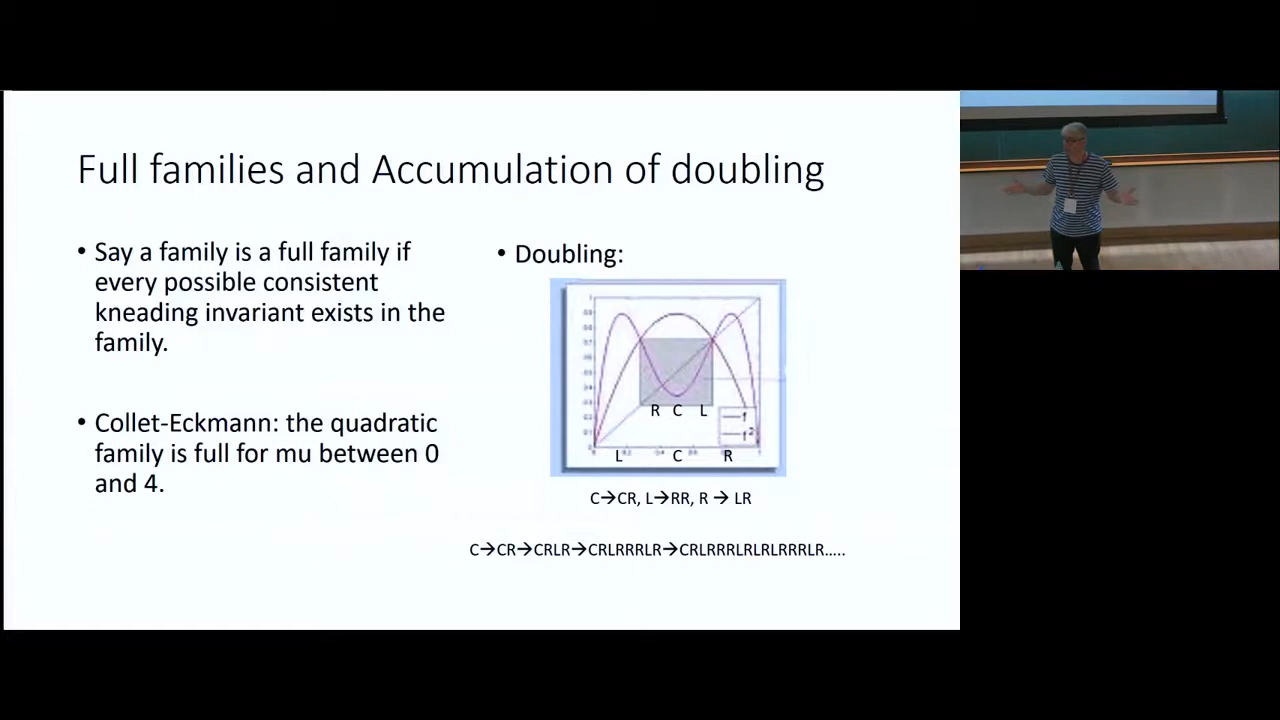 Full families and Accumulation of doubling
• Say a family is a full family if
every possible consistent
kneading invariant exists in the
family.
• Collet-Eckmann: the quadratic
family is full for mu between 0
and 4.
• Doubling:
R C L
f
f²
L C R
C→CR, L→RR, R → LR
C→CR→CRLR→CRLRRRLR→CRLRRRLRLRLRRRLR.....